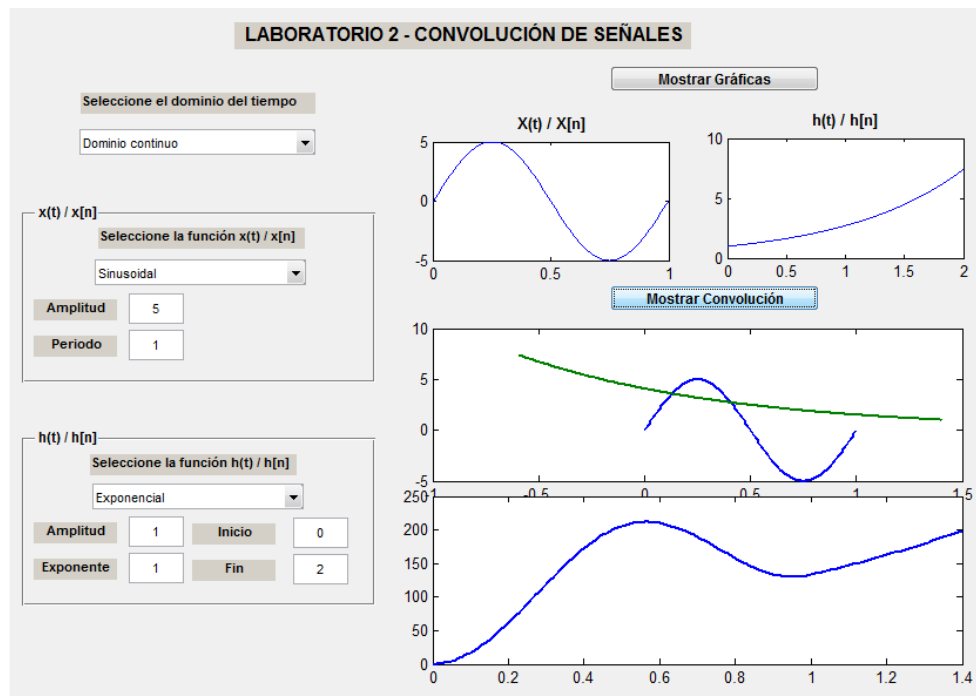 LABORATORIO 2 - CONVOLUCIÓN DE SEÑALES
Seleccione el dominio del tiempo
Dominio continuo
x(t) / x[n]
Seleccione la función x(t) / x[n]
Sinusoidal
Amplitud 5
Periodo 1
h(t) / h[n]
Seleccione la función h(t) / h[n]
Exponencial
Amplitud 1 Inicio 0
Exponente 1 Fin 2
Mostrar Gráficas
X(t) / X[n]
5
0
-5
0 0.5 1
h(t) / h[n]
10
5
0
0 0.5 1 1.5 2
Mostrar Convolución
10
5
0
-5
-1 -0.5 0 0.5 1 1.5
250
200
150
100
50
0
0 0.2 0.4 0.6 0.8 1 1.2 1.4